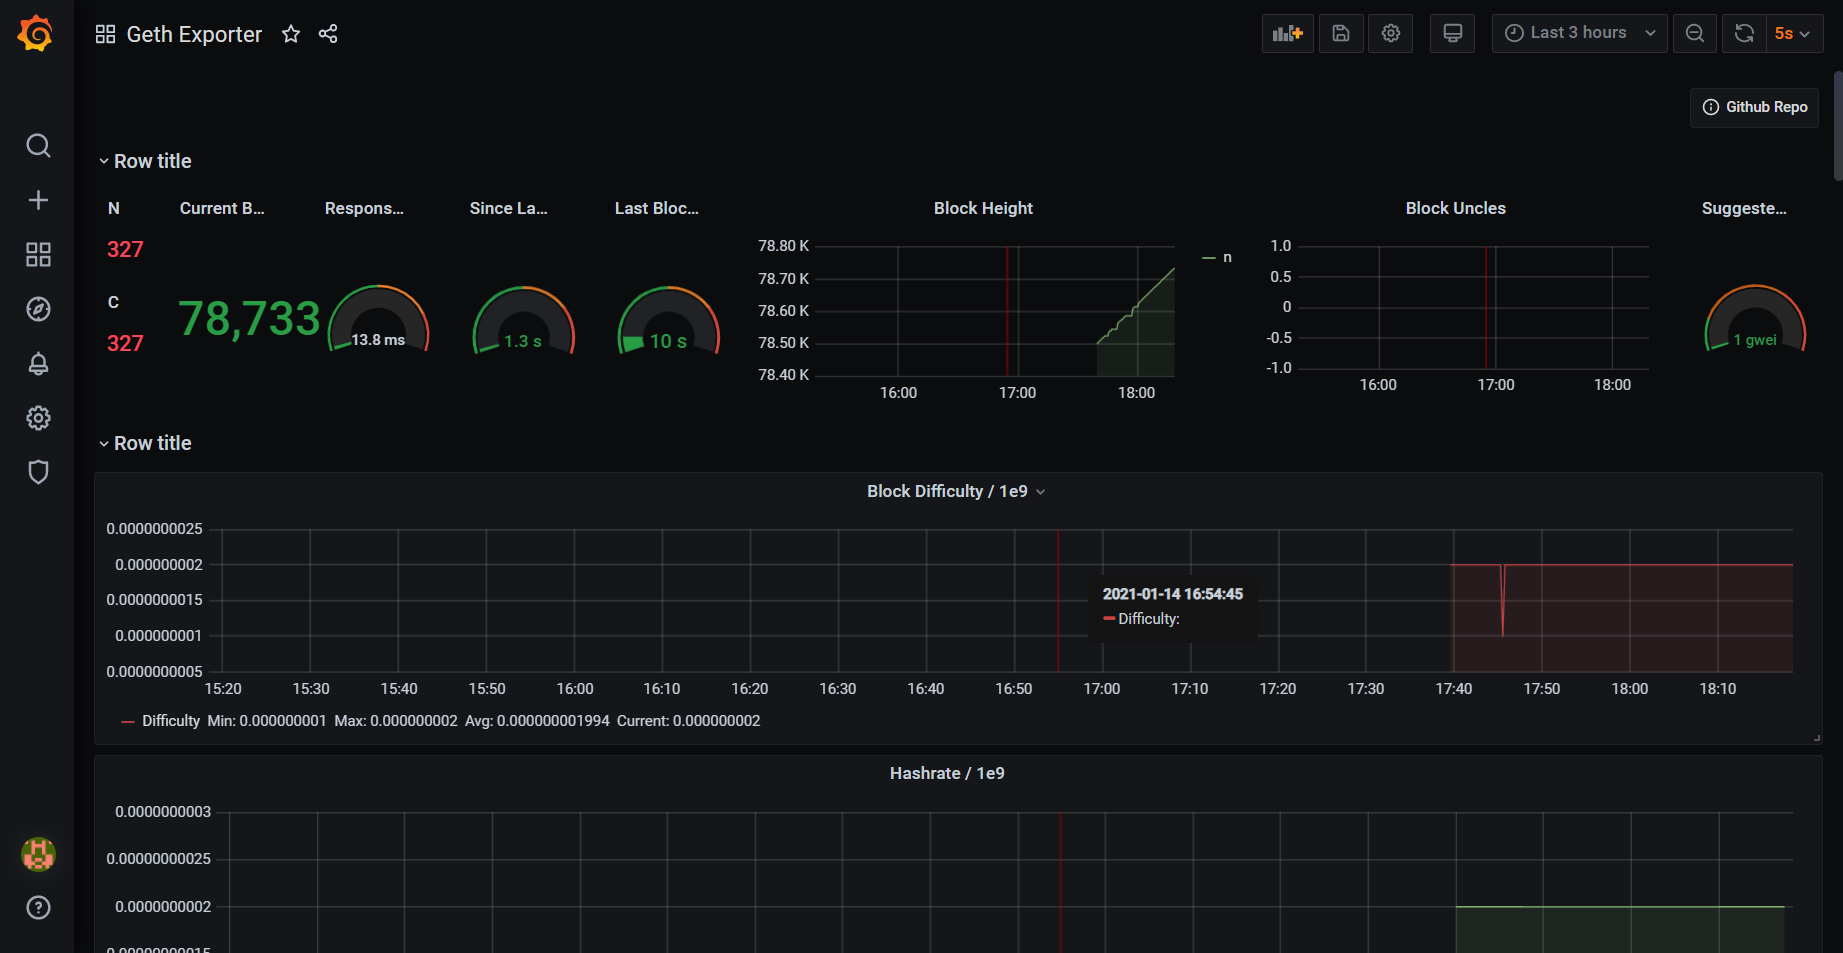 Geth Exporter
Last 3 hours
5s
Github Repo
Row title
N
327
C
327
Current B...
78,733
Respons...
13.8 ms
Since La...
1.3 s
Last Bloc...
10 s
Block Height
78.80 K
78.70 K
78.60 K
78.50 K
78.40 K
16:00 17:00 18:00
n
Block Uncles
1.0
0.5
0
-0.5
-1.0
16:00 17:00 18:00
Suggeste...
1 gwei
Row title
Block Difficulty / 1e9
0.0000000025
0.000000002
0.0000000015
0.000000001
0.0000000005
15:20 15:30 15:40 15:50 16:00 16:10 16:20 16:30 16:40 16:50 17:00 17:10 17:20 17:30 17:40 17:50 18:00 18:10
2021-01-14 16:54:45
Difficulty:
Difficulty Min: 0.000000001 Max: 0.000000002 Avg: 0.000000001994 Current: 0.000000002
Hashrate / 1e9
0.0000000003
0.00000000025
0.0000000002